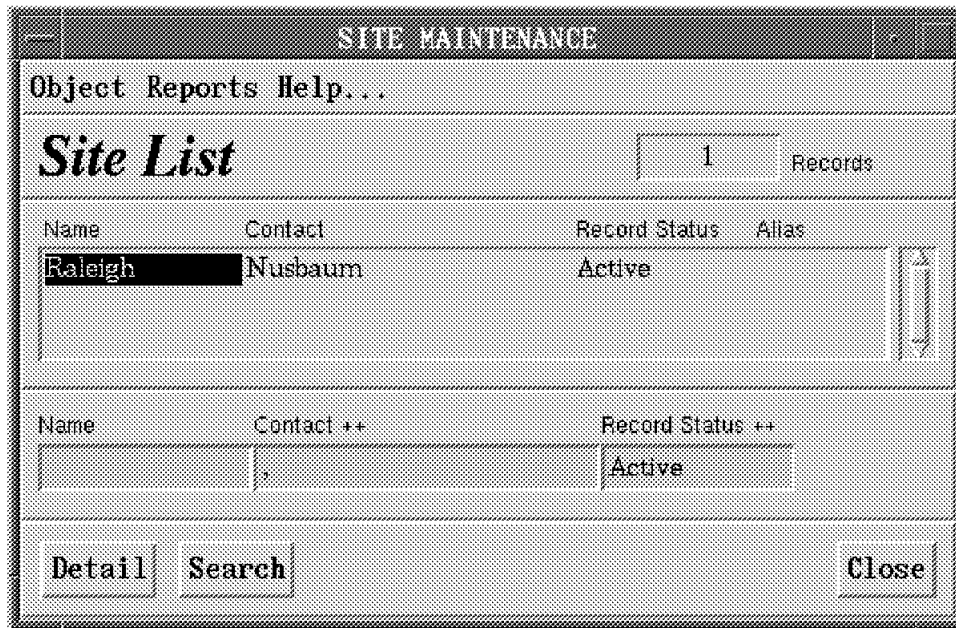 SITE MAINTENANCE
Object Reports Help...
Site List 1 Records
Name Contact Record Status Alias
Raleigh Nusbaum Active
Name Contact ++ Record Status ++
, Active
Detail Search Close